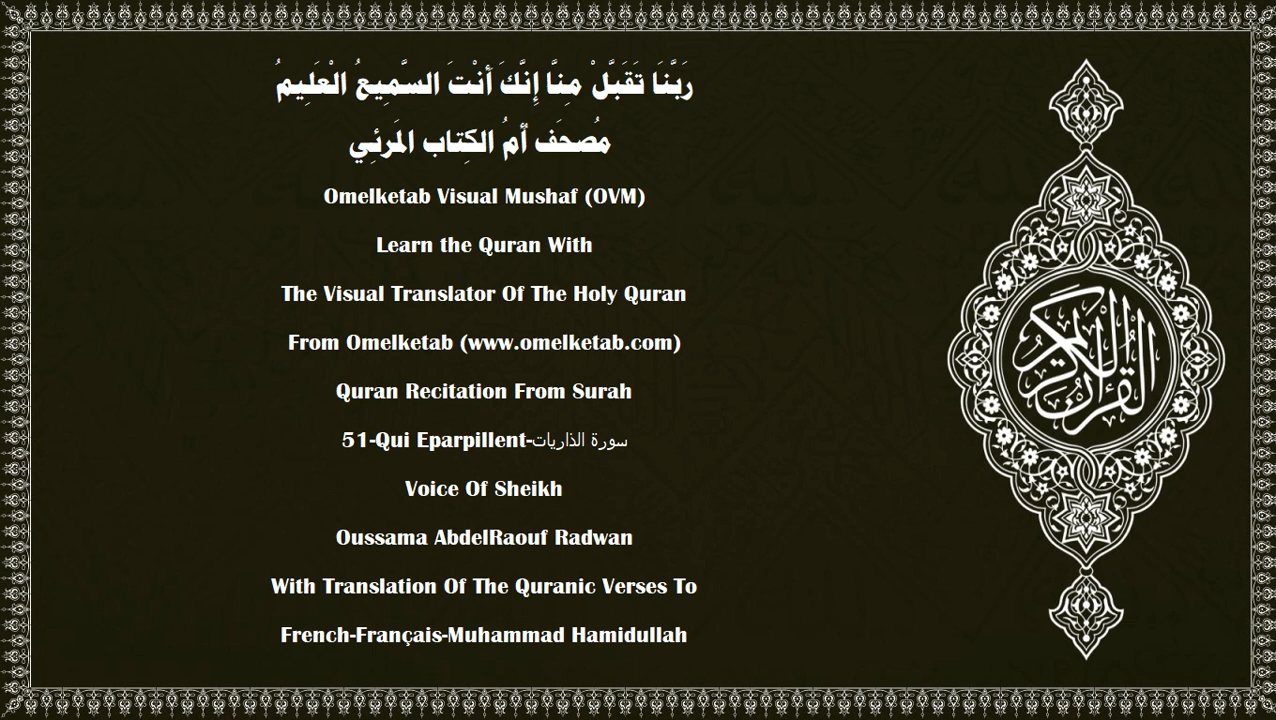 رَبَّنَا تَقَبَّلْ مِنَّا إِنَّكَ أَنْتَ السَّمِيعُ الْعَلِيمُ
مُصحَف أمُ الكِتاب المَرئِي
Omelketab Visual Mushaf (OVM)
Learn the Quran With
The Visual Translator Of The Holy Quran
From Omelketab (www.omelketab.com)
Quran Recitation From Surah
51-Qui Eparpillent-سورة الذاريات
Voice Of Sheikh
Oussama AbdelRaouf Radwan
With Translation Of The Quranic Verses To
French-Français-Muhammad Hamidullah
القرآن الكريم